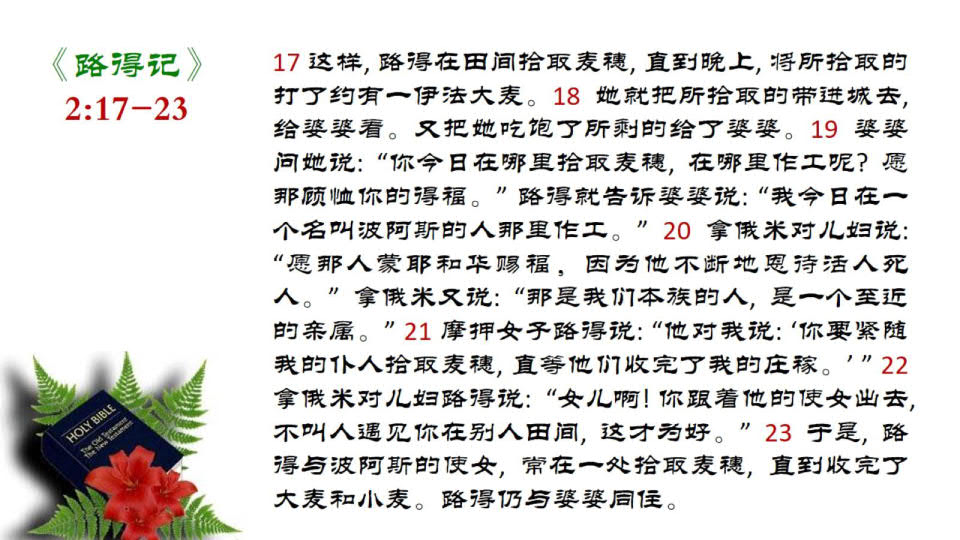 《路得记》
2:17-23
17 这样, 路得在田间拾取麦穗, 直到晚上, 将所拾取的
打了约有一伊法大麦。18 她就把所拾取的带进城去,
给婆婆看。又把她吃饱了所剩的给了婆婆。19 婆婆
问她说: “你今日在哪里拾取麦穗, 在哪里作工呢? 愿
那顾恤你的得福。” 路得就告诉婆婆说: “我今日在一
个名叫波阿斯的人那里作工。” 20 拿俄米对儿妇说:
“愿那人蒙耶和华赐福, 因为他不断地恩待活人死
人。” 拿俄米又说: “那是我们本族的人, 是一个至近
的亲属。” 21 摩押女子路得说: “他对我说: ‘你要紧随
我的仆人拾取麦穗, 直等他们收完了我的庄稼。’ ” 22
拿俄米对儿妇路得说: “女儿啊! 你跟着他的使女出去,
不叫人遇见你在别人田间, 这才为好。” 23 于是, 路
得与波阿斯的使女, 常在一处拾取麦穗, 直到收完了
大麦和小麦。路得仍与婆婆同住。
HOLY BIBLE
The Old Testament
The New Testament